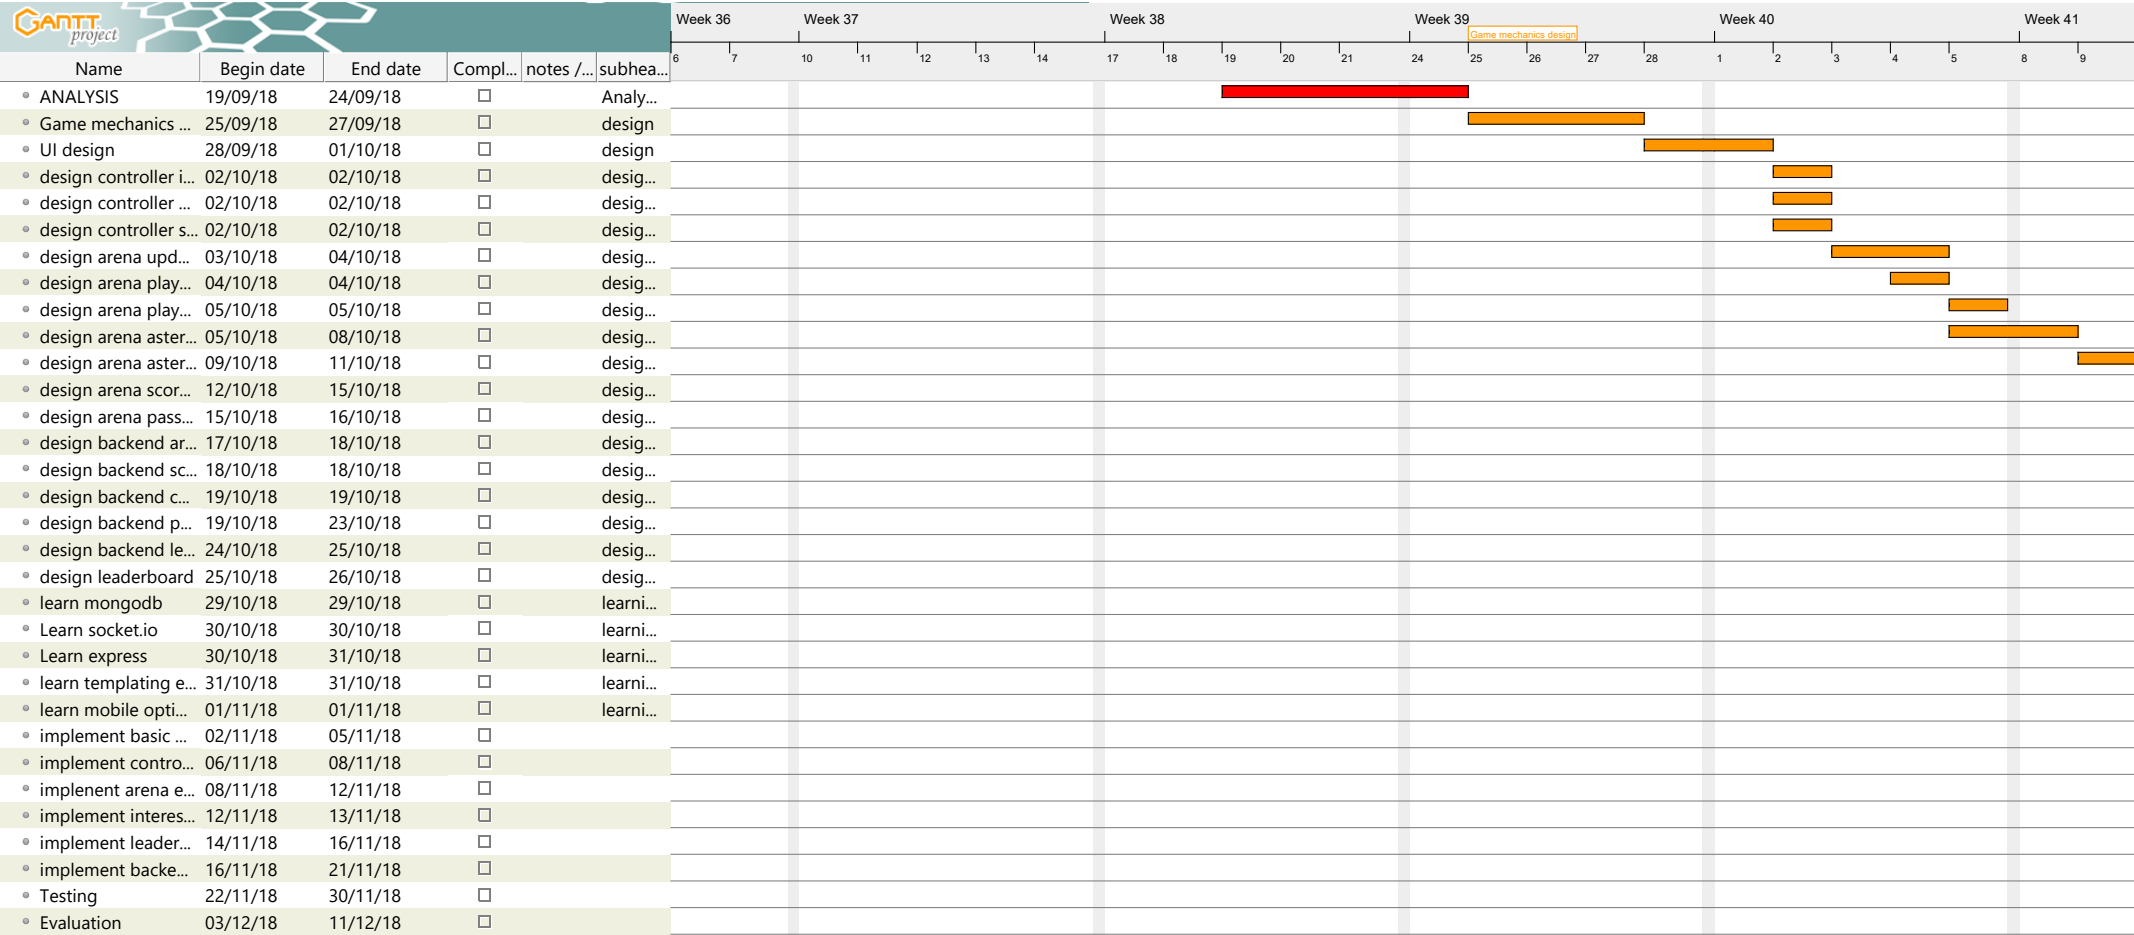 GANTT project
Week 36 Week 37 Week 38 Week 39 Week 40 Week 41
Game mechanics design
6 7 10 11 12 13 14 17 18 19 20 21 24 25 26 27 28 1 2 3 4 5 8 9
Name Begin date End date Compl... notes /... subhea...
ANALYSIS 19/09/18 24/09/18 Analy...
Game mechanics ... 25/09/18 27/09/18 design
UI design 28/09/18 01/10/18 design
design controller i... 02/10/18 02/10/18 desig...
design controller ... 02/10/18 02/10/18 desig...
design controller s... 02/10/18 02/10/18 desig...
design arena upd... 03/10/18 04/10/18 desig...
design arena play... 04/10/18 04/10/18 desig...
design arena play... 05/10/18 05/10/18 desig...
design arena aster... 05/10/18 08/10/18 desig...
design arena aster... 09/10/18 11/10/18 desig...
design arena scor... 12/10/18 15/10/18 desig...
design arena pass... 15/10/18 16/10/18 desig...
design backend ar... 17/10/18 18/10/18 desig...
design backend sc... 18/10/18 18/10/18 desig...
design backend c... 19/10/18 19/10/18 desig...
design backend p... 19/10/18 23/10/18 desig...
design backend le... 24/10/18 25/10/18 desig...
design leaderboard 25/10/18 26/10/18 desig...
learn mongodb 29/10/18 29/10/18 learni...
Learn socket.io 30/10/18 30/10/18 learni...
Learn express 30/10/18 31/10/18 learni...
learn templating e... 31/10/18 31/10/18 learni...
learn mobile opti... 01/11/18 01/11/18 learni...
implement basic ... 02/11/18 05/11/18
implement contro... 06/11/18 08/11/18
implenent arena e... 08/11/18 12/11/18
implement interes... 12/11/18 13/11/18
implement leader... 14/11/18 16/11/18
implement backe... 16/11/18 21/11/18
Testing 22/11/18 30/11/18
Evaluation 03/12/18 11/12/18